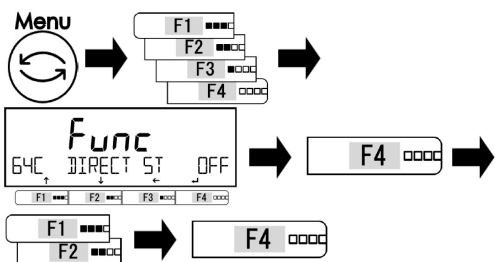 Menu
F1
F2
F3
F4
Func
64C DIRECT ST OFF
F1 F2 F3 F4
F4
F1
F2
F4